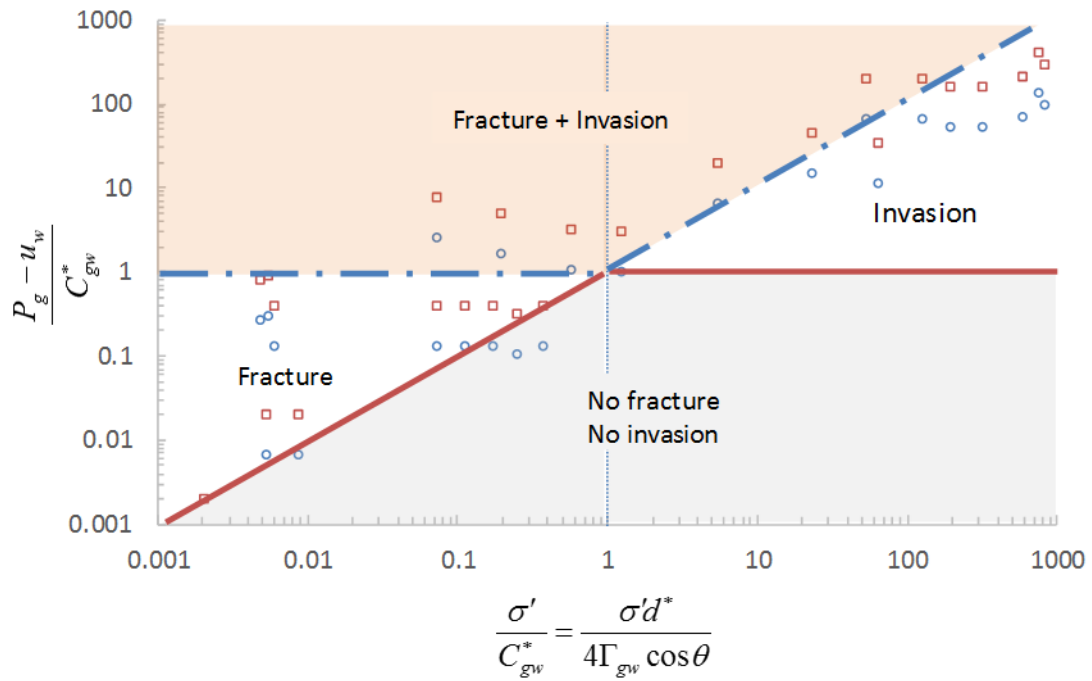 1000
100
10
1
0.1
0.01
0.001
P_g − u_w / C*_gw
Fracture + Invasion
Invasion
Fracture
No fracture
No invasion
0.001 0.01 0.1 1 10 100 1000
σ′ / C*_gw = σ′d* / 4Γ_gw cosθ